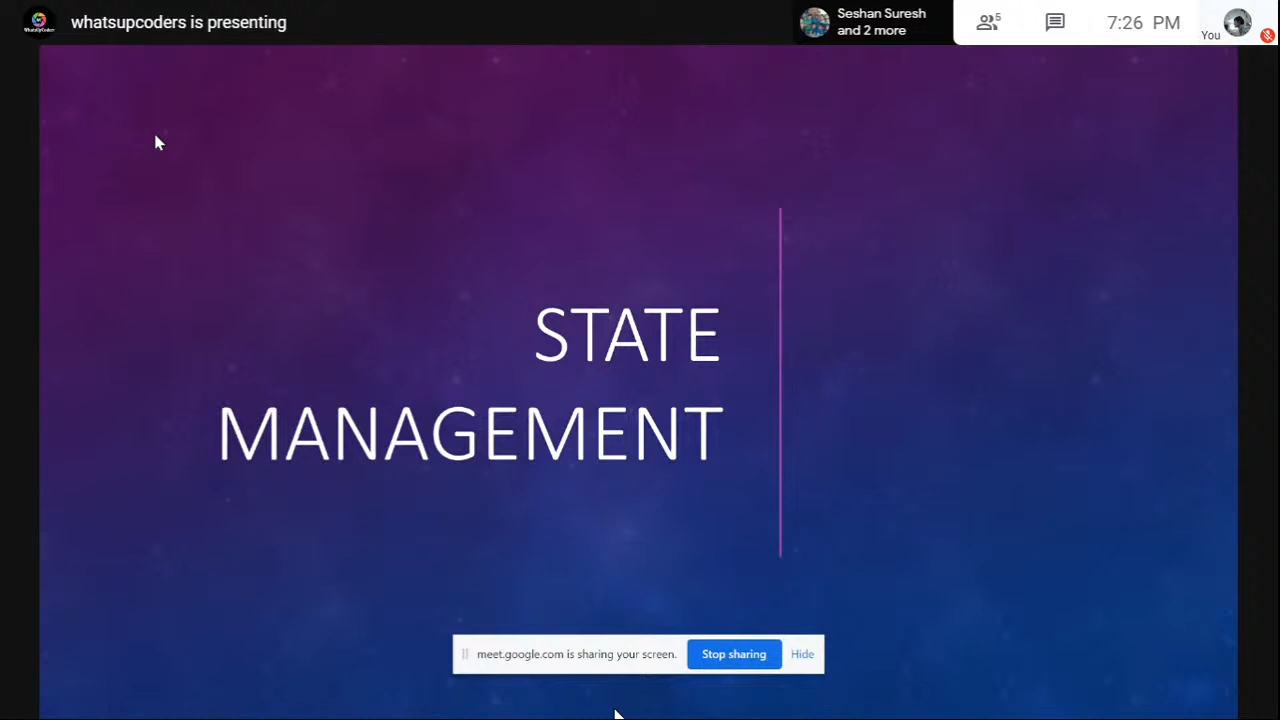 whatsupcoders is presenting
Seshan Suresh
and 2 more
5
7:26 PM
You
STATE
MANAGEMENT
meet.google.com is sharing your screen.
Stop sharing
Hide